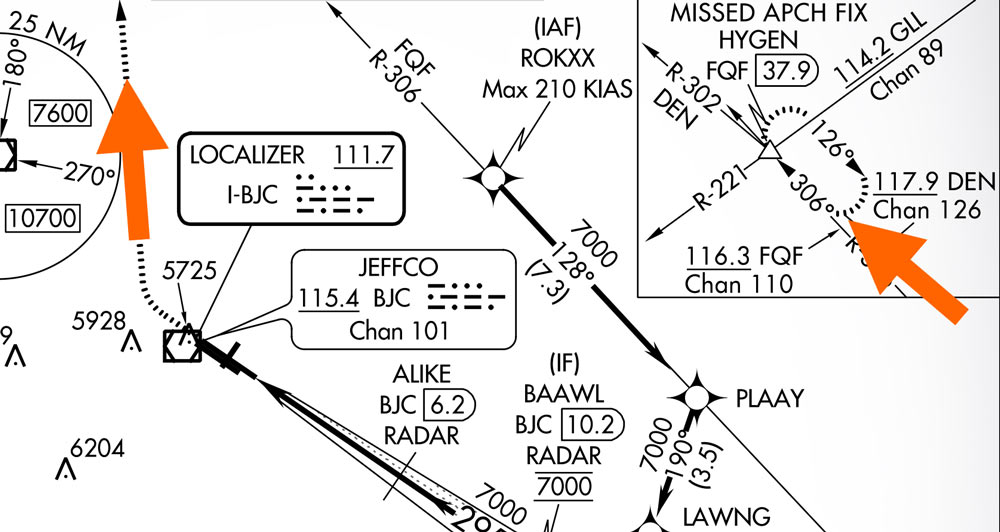 25 NM
180°
7600
270°
10700
FQF
R-306
(IAF)
ROKXX
Max 210 KIAS
MISSED APCH FIX
HYGEN
FQF 37.9
114.2 GLL
Chan 89
R-302
DEN
126°
R-221
306°
117.9 DEN
Chan 126
116.3 FQF
Chan 110
LOCALIZER 111.7
I-BJC
5725
JEFFCO
115.4 BJC
Chan 101
7000
128°
(7.3)
5928
9
ALIKE
BJC 6.2
RADAR
(IF)
BAAWL
BJC 10.2
RADAR
7000
PLAAY
7000
190°
(3.5)
6204
7000
LAWNG